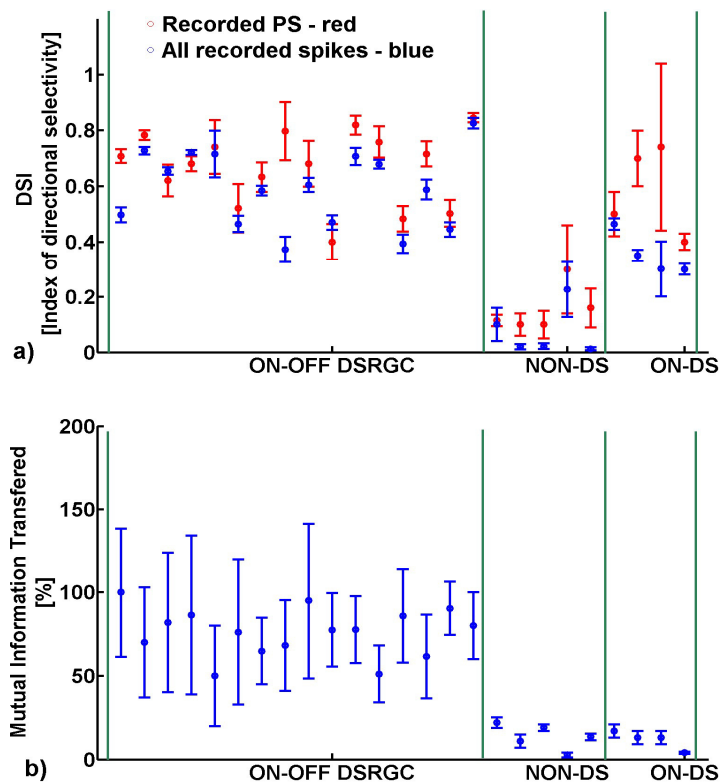 Recorded PS - red
All recorded spikes - blue
1
0.8
0.6
0.4
0.2
0
DSI
[Index of directional selectivity]
a)
ON-OFF DSRGC
NON-DS
ON-DS
200
150
100
50
0
Mutual Information Transfered
[%]
b)
ON-OFF DSRGC
NON-DS
ON-DS